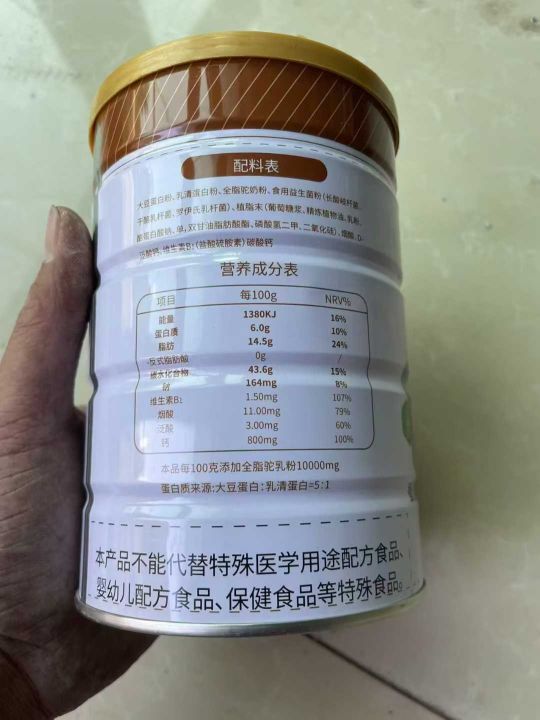 配料表
大豆蛋白粉、乳清蛋白粉、全脂驼奶粉、食用益生菌粉(长双歧杆菌、
干酪乳杆菌、罗伊氏乳杆菌)、植脂末(葡萄糖浆、精炼植物油、乳粉、
酪蛋白酸钠、单,双甘油脂肪酸酯、磷酸氢二甲、二氧化硅)、烟酸、D-
泛酸钙、维生素B₁(盐酸硫胺素)碳酸钙
营养成分表
项目 每100g NRV%
能量 1380KJ 16%
蛋白质 6.0g 10%
脂肪 14.5g 24%
-反式脂肪酸 0g /
碳水化合物 43.6g 15%
钠 164mg 8%
维生素B₁ 1.50mg 107%
烟酸 11.00mg 79%
泛酸 3.00mg 60%
钙 800mg 100%
本品每100克添加全脂驼乳粉10000mg
蛋白质来源:大豆蛋白:乳清蛋白=5:1
本产品不能代替特殊医学用途配方食品、
婴幼儿配方食品、保健食品等特殊食品。